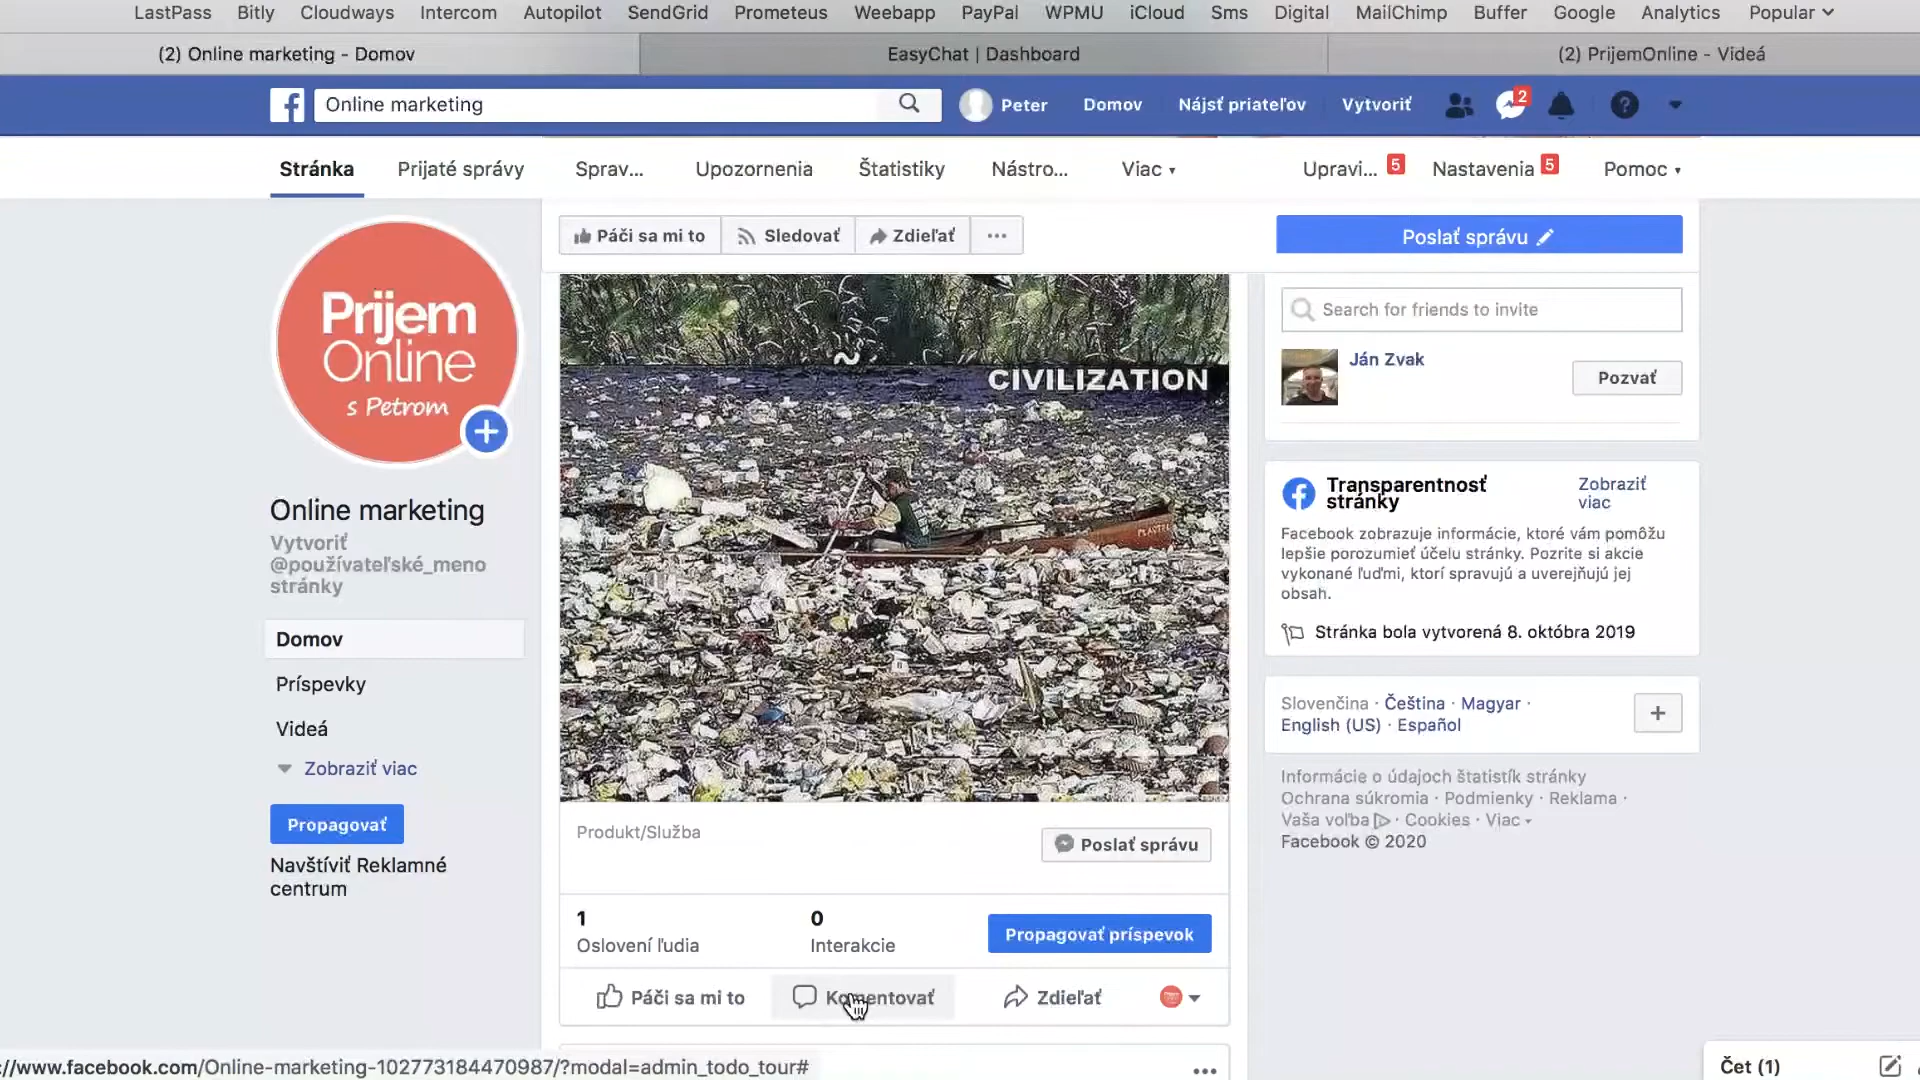 LastPass Bitly Cloudways Intercom Autopilot SendGrid Prometeus Weebapp PayPal WPMU iCloud Sms Digital MailChimp Buffer Google Analytics Popular
(2) Online marketing - Domov
EasyChat | Dashboard
(2) PrijemOnline - Videá
Online marketing
Peter Domov Nájsť priateľov Vytvoriť 2
Stránka Prijaté správy Sprav... Upozornenia Štatistiky Nástro... Viac Upravi... 5 Nastavenia 5 Pomoc
Páči sa mi to Sledovať Zdieľať ...
Poslať správu
Prijem
Online
s Petrom
Online marketing
Vytvoriť
@používateľské_meno
stránky
Domov
Príspevky
Videá
Zobraziť viac
Propagovať
Navštíviť Reklamné
centrum
CIVILIZATION
Produkt/Služba
Poslať správu
1
Oslovení ľudia
0
Interakcie
Propagovať príspevok
Páči sa mi to Komentovať Zdieľať
Search for friends to invite
Ján Zvak
Pozvať
Transparentnosť
stránky
Zobraziť
viac
Facebook zobrazuje informácie, ktoré vám pomôžu
lepšie porozumieť účelu stránky. Pozrite si akcie
vykonané ľuďmi, ktorí spravujú a uverejňujú jej
obsah.
Stránka bola vytvorená 8. októbra 2019
Slovenčina · Čeština · Magyar ·
English (US) · Español
Informácie o údajoch štatistík stránky
Ochrana súkromia · Podmienky · Reklama ·
Vaša voľba · Cookies · Viac
Facebook © 2020
://www.facebook.com/Online-marketing-102773184470987/?modal=admin_todo_tour#
Čet (1)